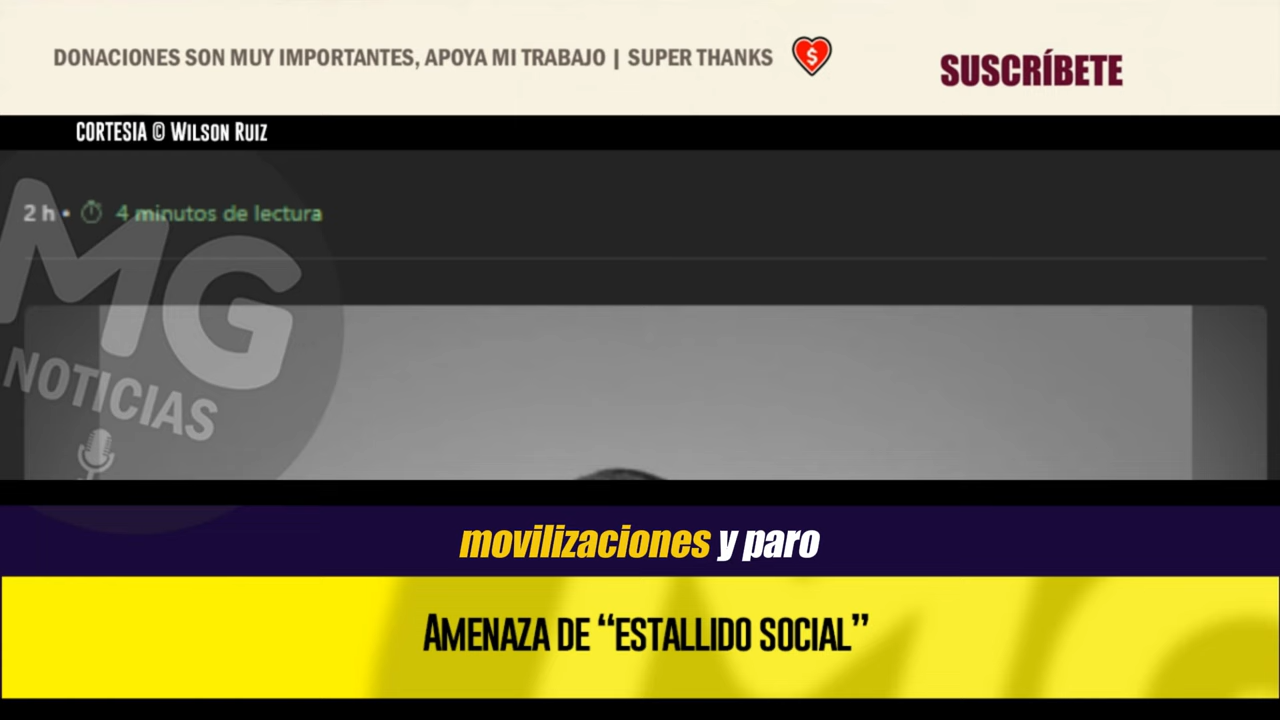 DONACIONES SON MUY IMPORTANTES, APOYA MI TRABAJO | SUPER THANKS
$
SUSCRÍBETE
CORTESIA © WILSON RUIZ
2 h • 4 minutos de lectura
MG
NOTICIAS
movilizaciones y paro
AMENAZA DE “ESTALLIDO SOCIAL”